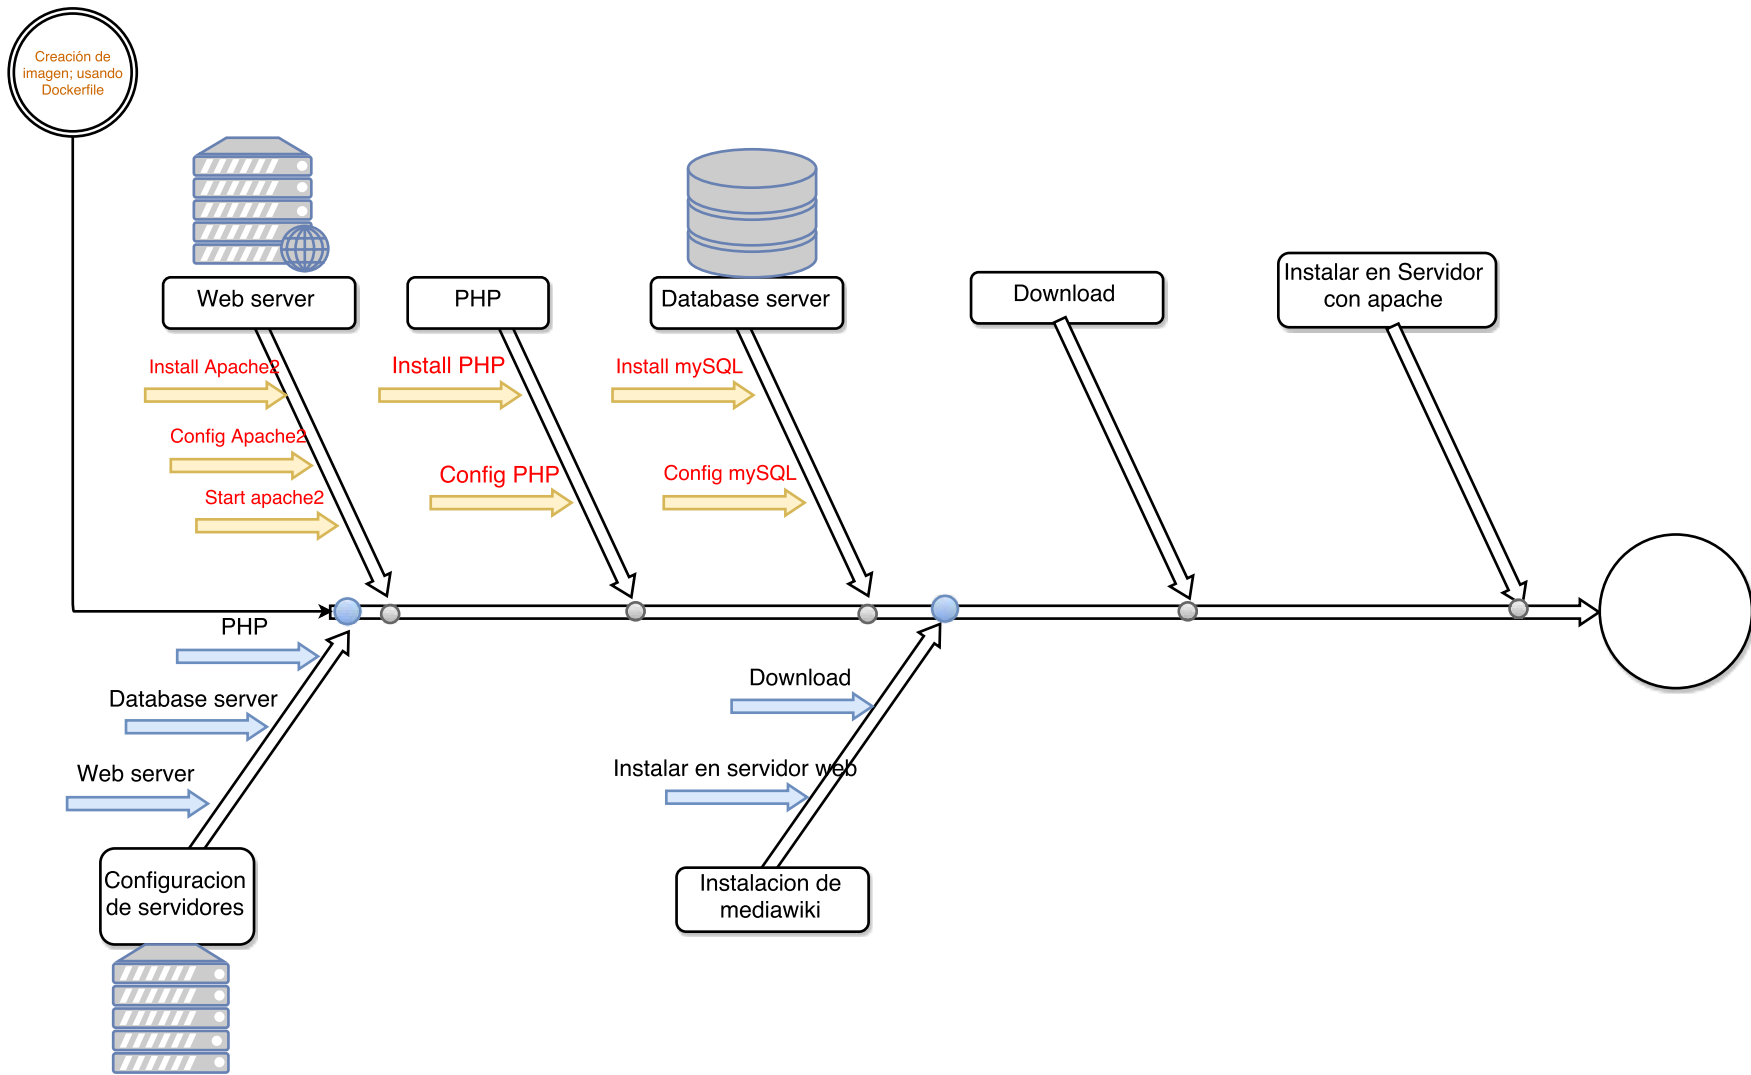 Creación de
imagen; usando
Dockerfile
Web server
PHP
Database server
Download
Instalar en Servidor
con apache
Install Apache2
Install PHP
Install mySQL
Config Apache2
Config PHP
Config mySQL
Start apache2
PHP
Database server
Web server
Configuracion
de servidores
Download
Instalar en servidor web
Instalacion de
mediawiki